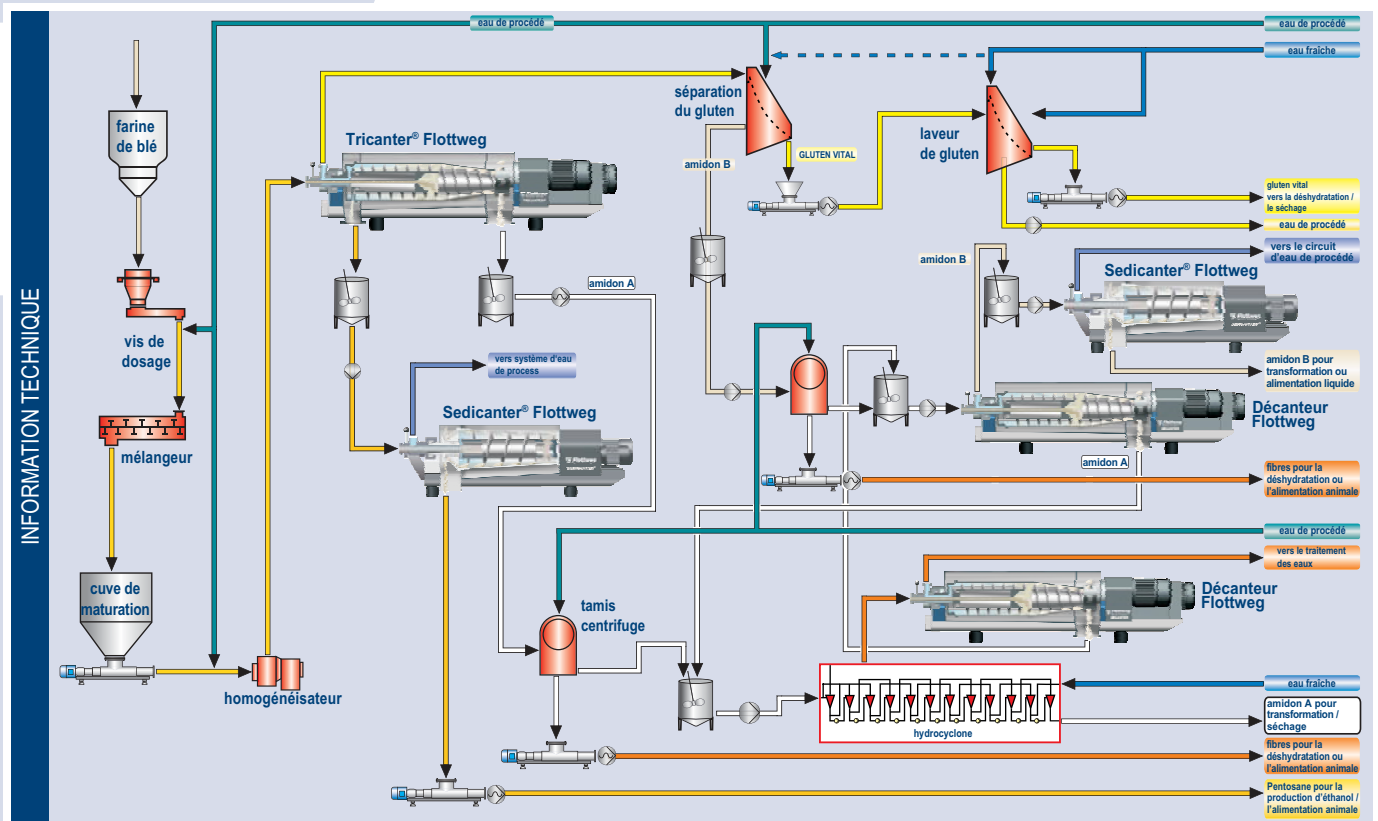 INFORMATION TECHNIQUE
eau de procédé
eau de procédé
eau fraîche
farine
de blé
séparation
du gluten
laveur
de gluten
Tricanter® Flottweg
amidon B
GLUTEN VITAL
gluten vital
vers la déshydratation /
le séchage
eau de procédé
vers le circuit
d'eau de procédé
amidon B
Sedicanter® Flottweg
amidon A
vis de
dosage
vers système d'eau
de process
amidon B pour
transformation ou
alimentation liquide
Sedicanter® Flottweg
Décanteur
Flottweg
mélangeur
amidon A
fibres pour la
déshydratation ou
l'alimentation animale
eau de procédé
vers le traitement
des eaux
cuve de
maturation
tamis
centrifuge
Décanteur
Flottweg
homogénéisateur
eau fraîche
amidon A pour
transformation /
séchage
hydrocyclone
fibres pour la
déshydratation ou
l'alimentation animale
Pentosane pour la
production d'éthanol /
l'alimentation animale